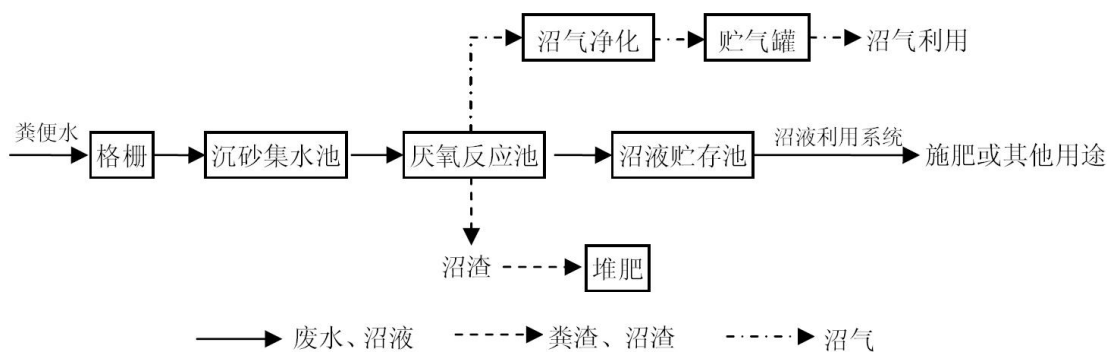 沼气净化
贮气罐
沼气利用
粪便水
格栅
沉砂集水池
厌氧反应池
沼液贮存池
沼液利用系统
施肥或其他用途
沼渣
堆肥
废水、沼液
粪渣、沼渣
沼气